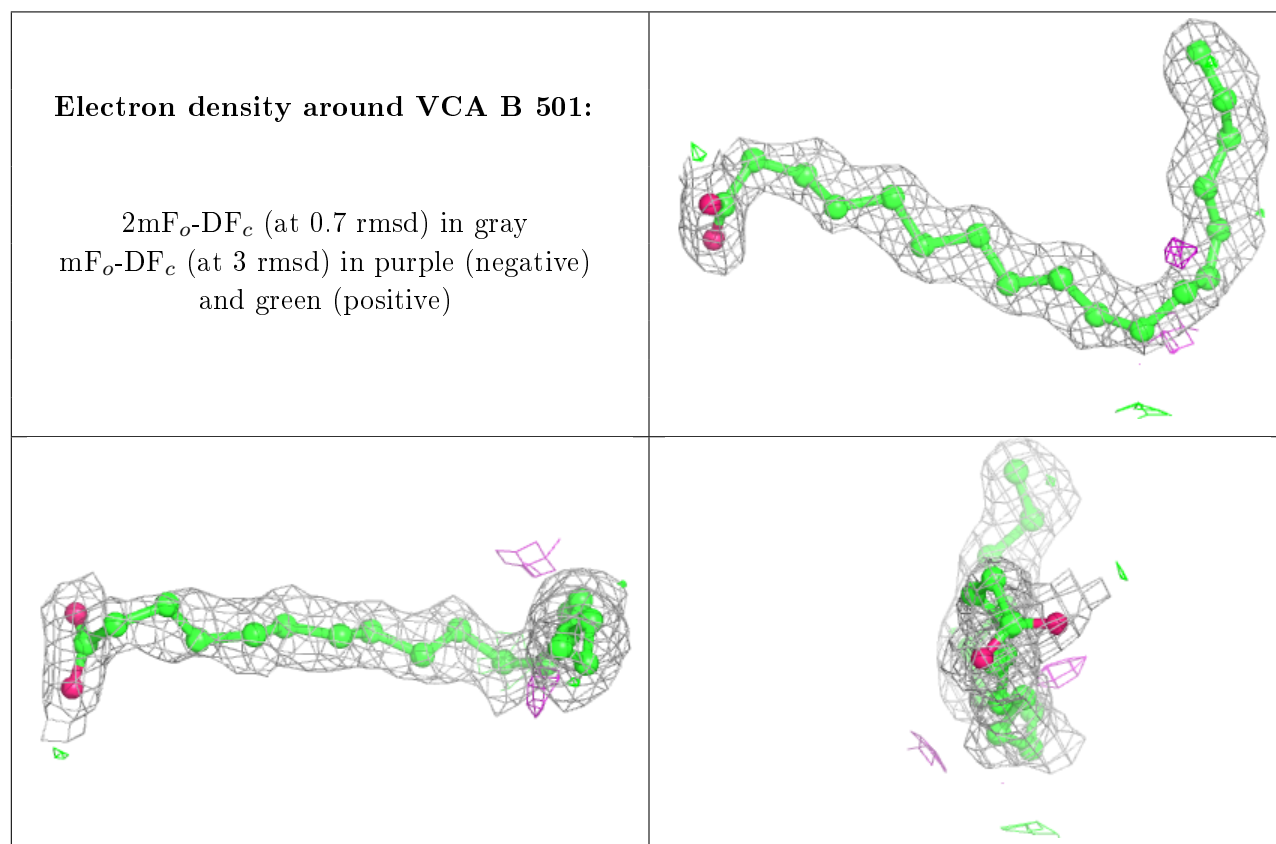 Electron density around VCA B 501:
2mFo-DFc (at 0.7 rmsd) in gray
mFo-DFc (at 3 rmsd) in purple (negative)
and green (positive)